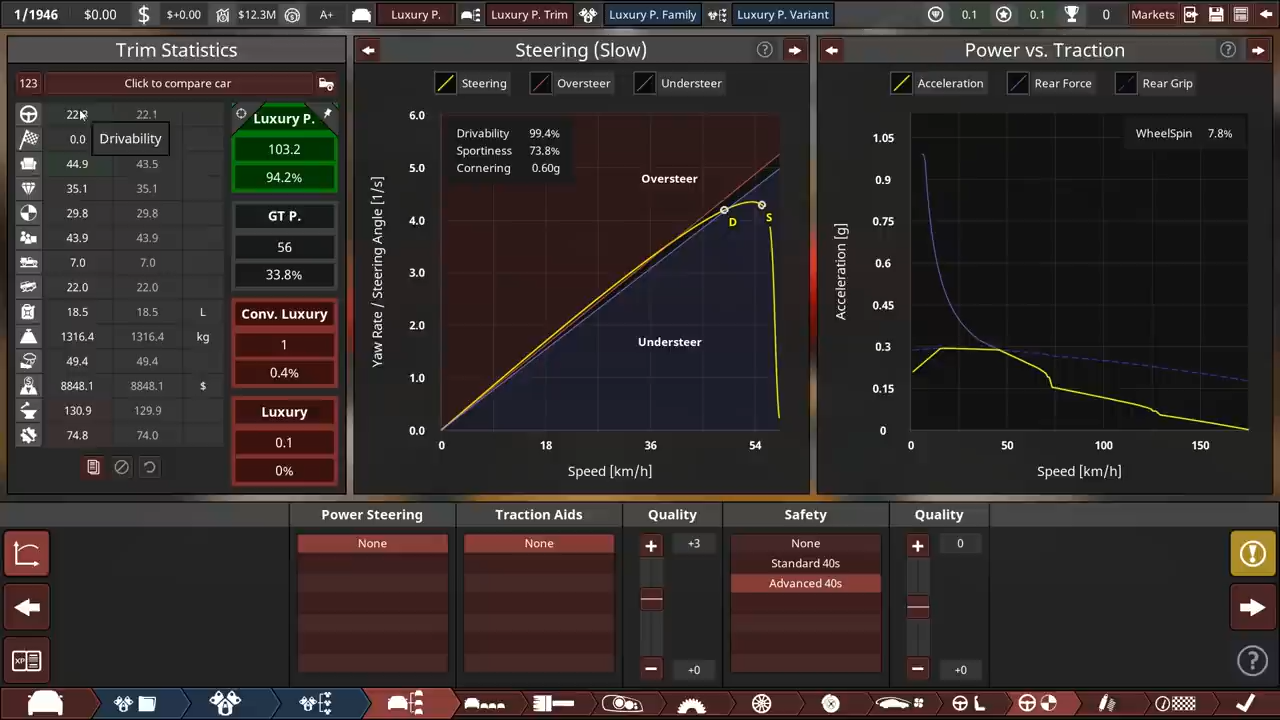 1/1946 $0.00 $+0.00 $12.3M A+ Luxury P. Luxury P. Trim Luxury P. Family Luxury P. Variant 0.1 0.1 0 Markets
Trim Statistics
123 Click to compare car
22.1
0.0 Drivability
44.9 43.5
35.1 35.1
29.8 29.8
43.9 43.9
7.0 7.0
22.0 22.0
18.5 18.5 L
1316.4 1316.4 kg
49.4 49.4
8848.1 8848.1 $
130.9 129.9
74.8 74.0
Luxury P.
103.2
94.2%
GT P.
56
33.8%
Conv. Luxury
1
0.4%
Luxury
0.1
0%
Steering (Slow) ?
Steering Oversteer Understeer
Drivability 99.4%
Sportiness 73.8%
Cornering 0.60g
Oversteer
Understeer
D
S
Yaw Rate / Steering Angle [1/s]
6.0
5.0
4.0
3.0
2.0
1.0
0.0
0 18 36 54
Speed [km/h]
Power vs. Traction ?
Acceleration Rear Force Rear Grip
WheelSpin 7.8%
Acceleration [g]
1.05
0.9
0.75
0.6
0.45
0.3
0.15
0
0 50 100 150
Speed [km/h]
Power Steering
None
Traction Aids
None
Quality
+ +3
- +0
Safety
None
Standard 40s
Advanced 40s
Quality
+ 0
- +0
XP
?